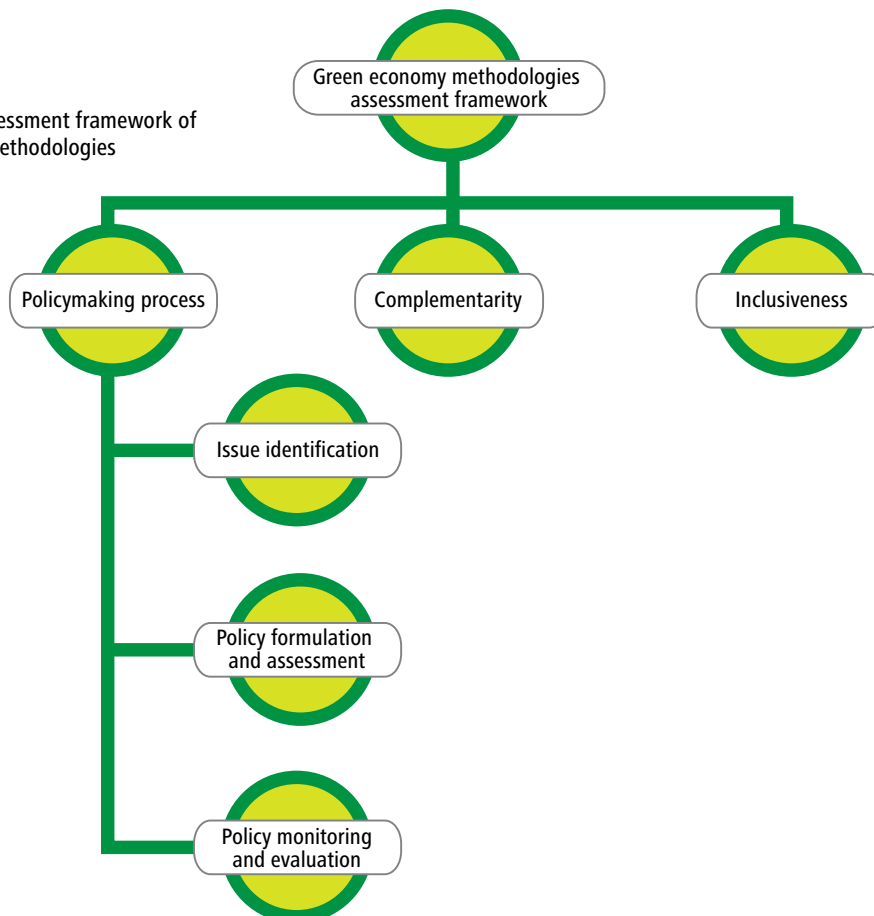 Green economy methodologies
assessment framework
essment framework of
ethodologies
Policymaking process
Complementarity
Inclusiveness
Issue identification
Policy formulation
and assessment
Policy monitoring
and evaluation